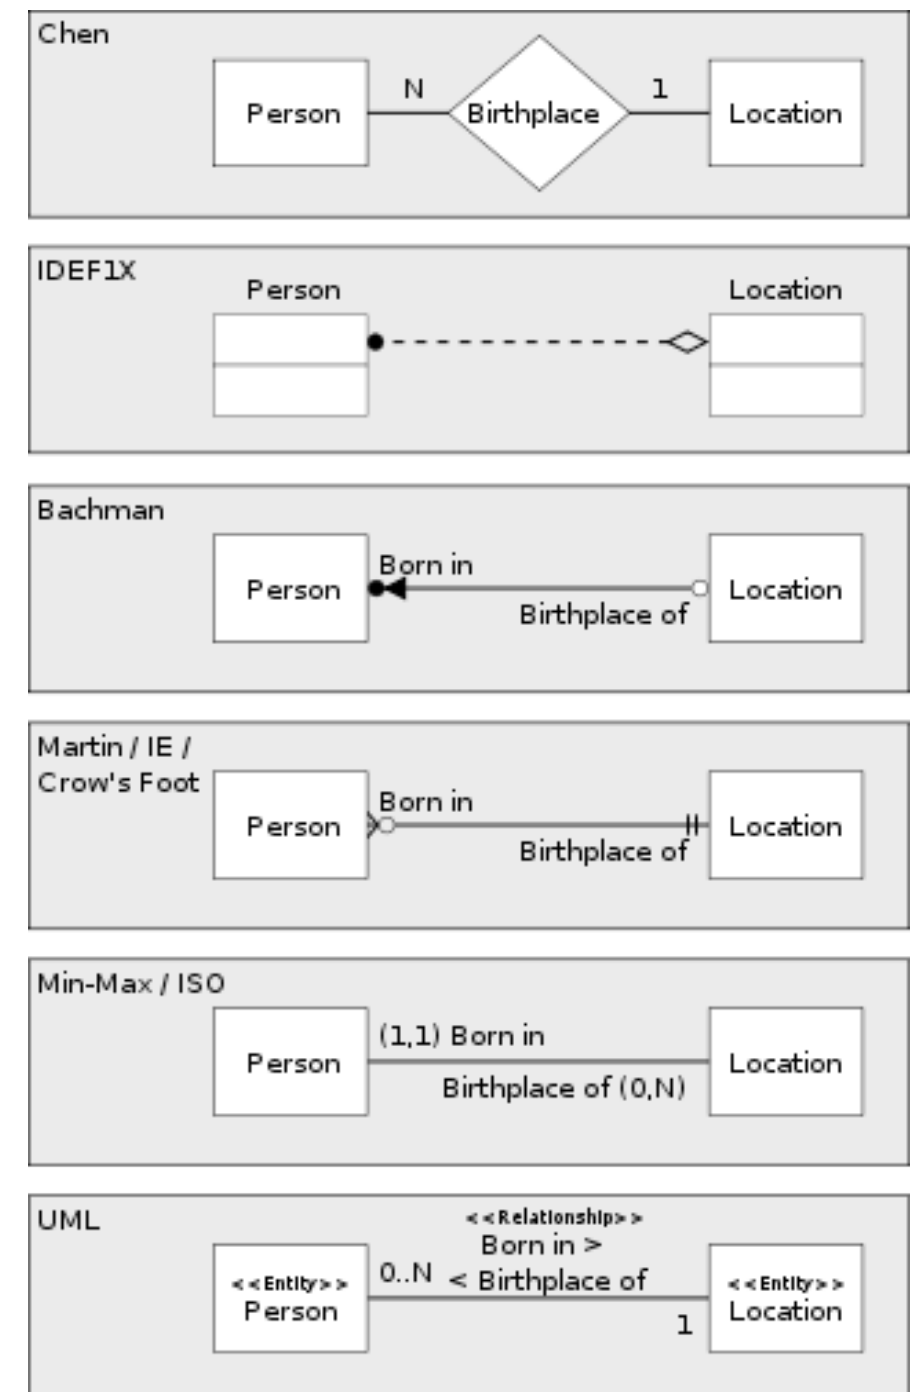 Chen
Person
N
Birthplace
1
Location
IDEF1X
Person
Location
Bachman
Person
Born in
Birthplace of
Location
Martin / IE /
Crow's Foot
Person
Born in
Birthplace of
Location
Min-Max / ISO
Person
(1,1) Born in
Birthplace of (0,N)
Location
UML
<<Relationship>>
Born in >
0..N < Birthplace of
<<Entity>>
Person
1
<<Entity>>
Location